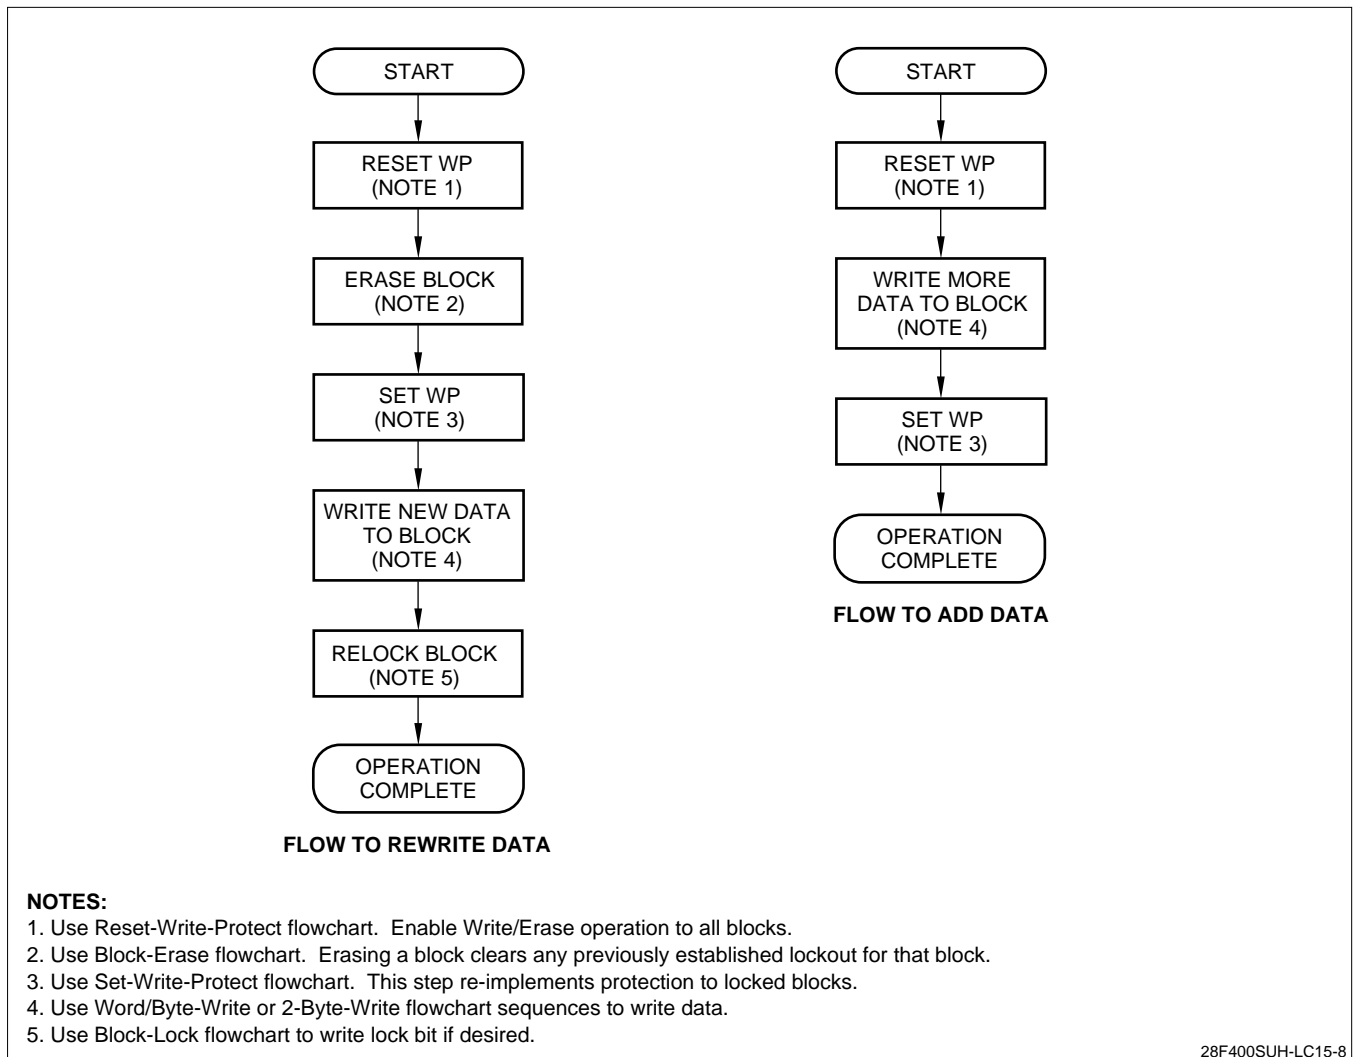 START
RESET WP
(NOTE 1)
ERASE BLOCK
(NOTE 2)
SET WP
(NOTE 3)
WRITE NEW DATA
TO BLOCK
(NOTE 4)
RELOCK BLOCK
(NOTE 5)
OPERATION
COMPLETE
FLOW TO REWRITE DATA
START
RESET WP
(NOTE 1)
WRITE MORE
DATA TO BLOCK
(NOTE 4)
SET WP
(NOTE 3)
OPERATION
COMPLETE
FLOW TO ADD DATA
NOTES:
1. Use Reset-Write-Protect flowchart. Enable Write/Erase operation to all blocks.
2. Use Block-Erase flowchart. Erasing a block clears any previously established lockout for that block.
3. Use Set-Write-Protect flowchart. This step re-implements protection to locked blocks.
4. Use Word/Byte-Write or 2-Byte-Write flowchart sequences to write data.
5. Use Block-Lock flowchart to write lock bit if desired.
28F400SUH-LC15-8